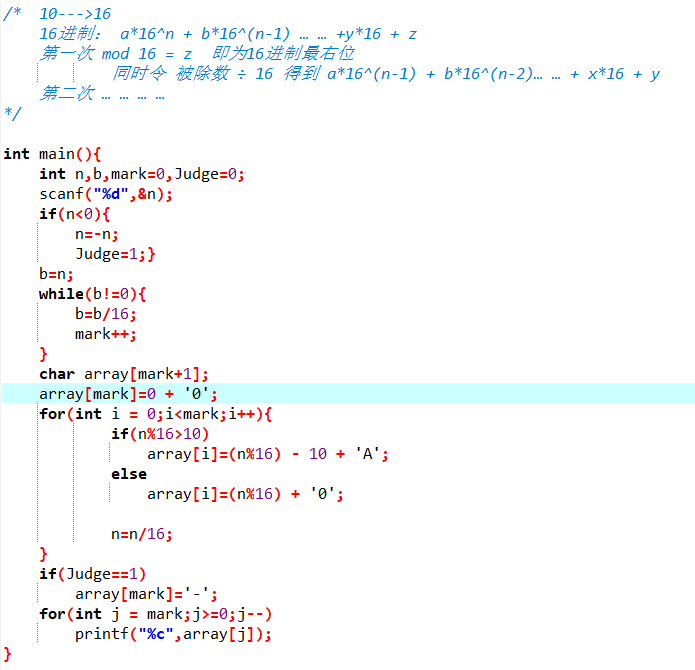 /*  10--->16
    16进制： a*16^n + b*16^(n-1) … … +y*16 + z
    第一次 mod 16 = z  即为16进制最右位
            同时令 被除数 ÷ 16 得到 a*16^(n-1) + b*16^(n-2)… … + x*16 + y
    第二次 … … … …
*/
int main(){
    int n,b,mark=0,Judge=0;
    scanf("%d",&n);
    if(n<0){
        n=-n;
        Judge=1;}
    b=n;
    while(b!=0){
        b=b/16;
        mark++;
    }
    char array[mark+1];
    array[mark]=0 + '0';
    for(int i = 0;i<mark;i++){
            if(n%16>10)
                array[i]=(n%16) - 10 + 'A';
            else
                array[i]=(n%16) + '0';
            n=n/16;
    }
    if(Judge==1)
        array[mark]='-';
    for(int j = mark;j>=0;j--)
        printf("%c",array[j]);
}